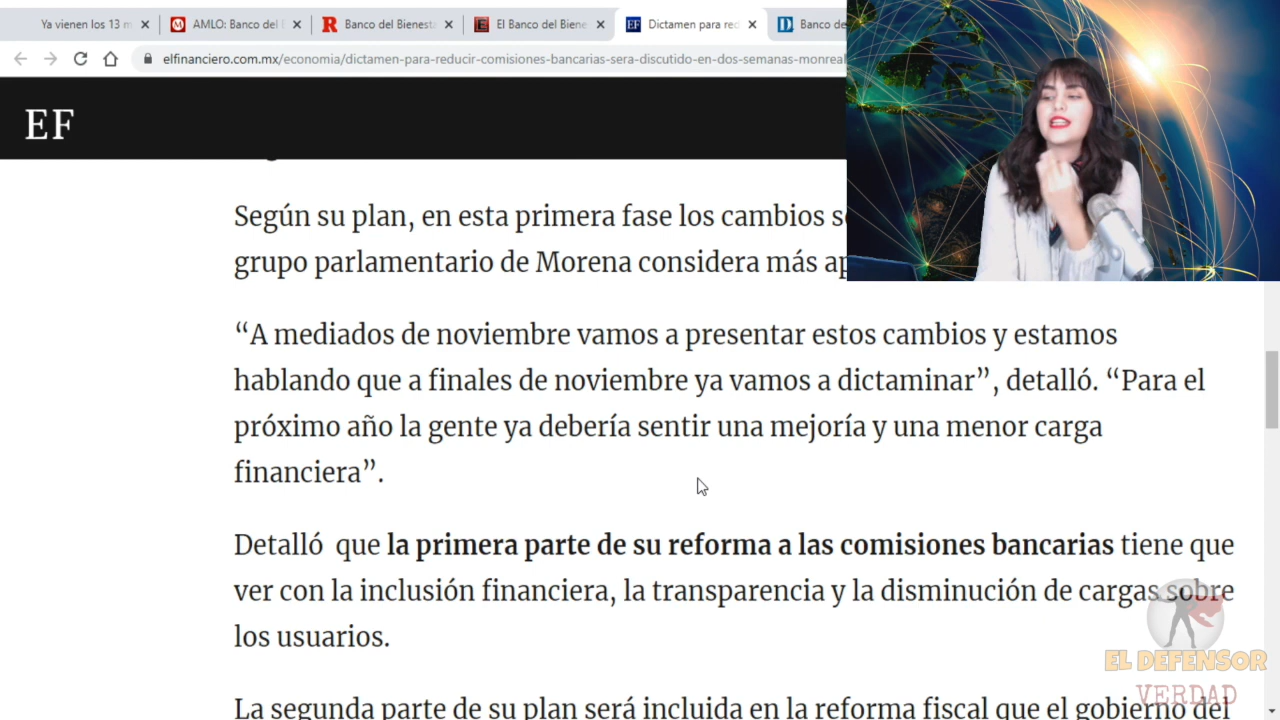 Ya vienen los 13 m
AMLO: Banco del
Banco del Bienest
El Banco del Biene
Dictamen para red
Banco de
elfinanciero.com.mx/economia/dictamen-para-reducir-comisiones-bancarias-sera-discutido-en-dos-semanas-monreal
EF
Según su plan, en esta primera fase los cambios s
grupo parlamentario de Morena considera más ap
“A mediados de noviembre vamos a presentar estos cambios y estamos
hablando que a finales de noviembre ya vamos a dictaminar”, detalló. “Para el
próximo año la gente ya debería sentir una mejoría y una menor carga
financiera”.
Detalló que la primera parte de su reforma a las comisiones bancarias tiene que
ver con la inclusión financiera, la transparencia y la disminución de cargas sobre
los usuarios.
La segunda parte de su plan será incluida en la reforma fiscal que el gobierno del
EL DEFENSOR
VERDAD